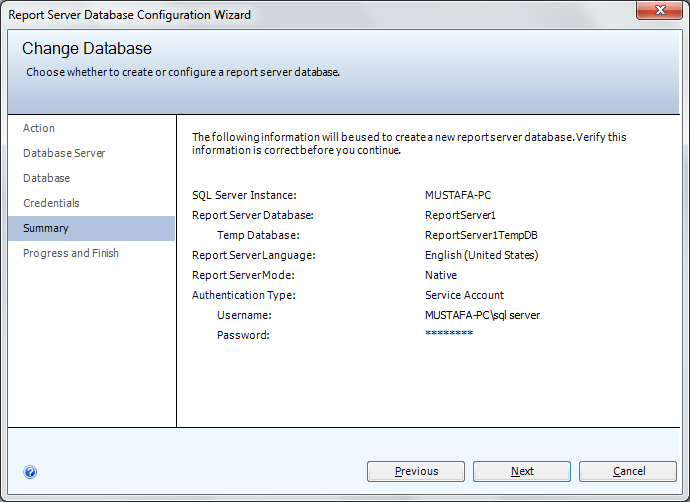 Report Server Database Configuration Wizard
Change Database
Choose whether to create or configure a report server database.
Action
Database Server
Database
Credentials
Summary
Progress and Finish
The following information will be used to create a new report server database. Verify this
information is correct before you continue.
SQL Server Instance: MUSTAFA-PC
Report Server Database: ReportServer1
Temp Database: ReportServer1TempDB
Report Server Language: English (United States)
Report Server Mode: Native
Authentication Type: Service Account
Username: MUSTAFA-PC\sql server
Password: ********
Previous Next Cancel